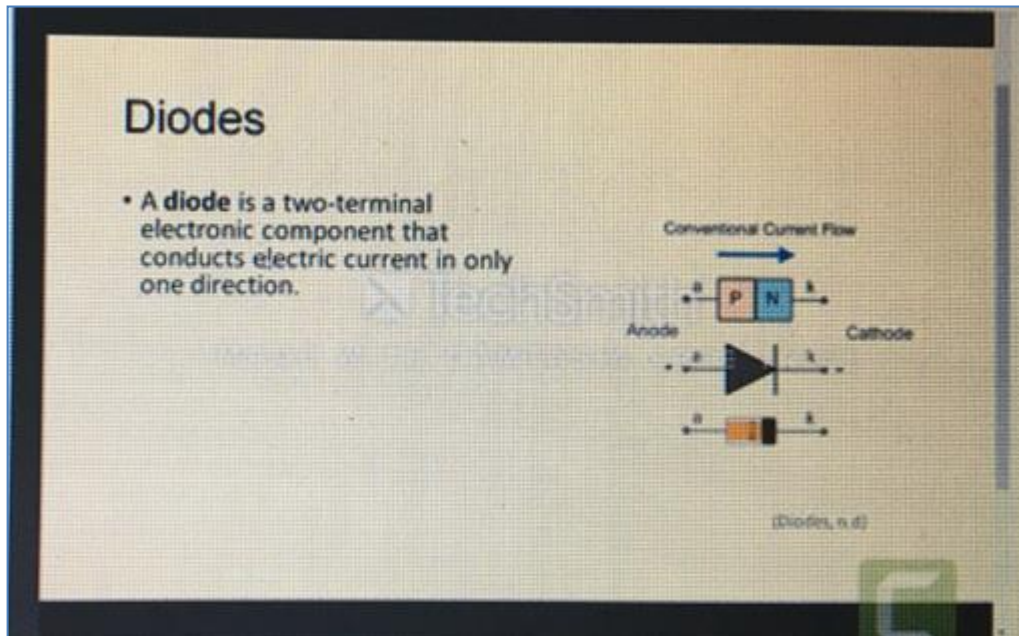 Diodes
• A diode is a two-terminal
electronic component that
conducts electric current in only
one direction.
Conventional Current Flow
a P N k
Anode Cathode
+ a k -
a k
(Diodes, n.d)
TechSmith